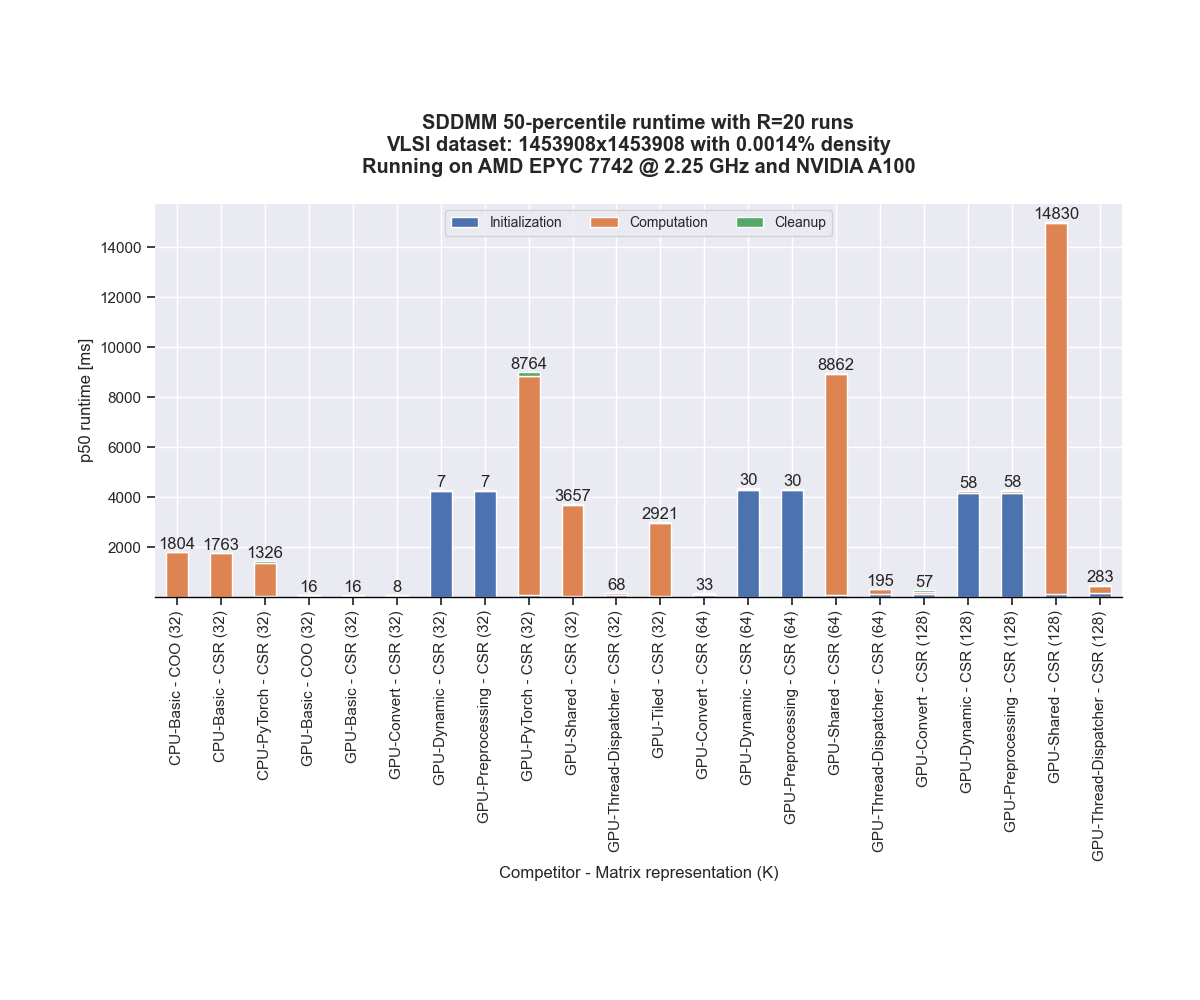 SDDMM 50-percentile runtime with R=20 runs
VLSI dataset: 1453908x1453908 with 0.0014% density
Running on AMD EPYC 7742 @ 2.25 GHz and NVIDIA A100
Initialization
Computation
Cleanup
p50 runtime [ms]
14000
12000
10000
8000
6000
4000
2000
1804
1763
1326
16
16
8
7
7
8764
3657
68
2921
33
30
30
8862
195
57
58
58
14830
283
CPU-Basic - COO (32)
CPU-Basic - CSR (32)
CPU-PyTorch - CSR (32)
GPU-Basic - COO (32)
GPU-Basic - CSR (32)
GPU-Convert - CSR (32)
GPU-Dynamic - CSR (32)
GPU-Preprocessing - CSR (32)
GPU-PyTorch - CSR (32)
GPU-Shared - CSR (32)
GPU-Thread-Dispatcher - CSR (32)
GPU-Tiled - CSR (32)
GPU-Convert - CSR (64)
GPU-Dynamic - CSR (64)
GPU-Preprocessing - CSR (64)
GPU-Shared - CSR (64)
GPU-Thread-Dispatcher - CSR (64)
GPU-Convert - CSR (128)
GPU-Dynamic - CSR (128)
GPU-Preprocessing - CSR (128)
GPU-Shared - CSR (128)
GPU-Thread-Dispatcher - CSR (128)
Competitor - Matrix representation (K)